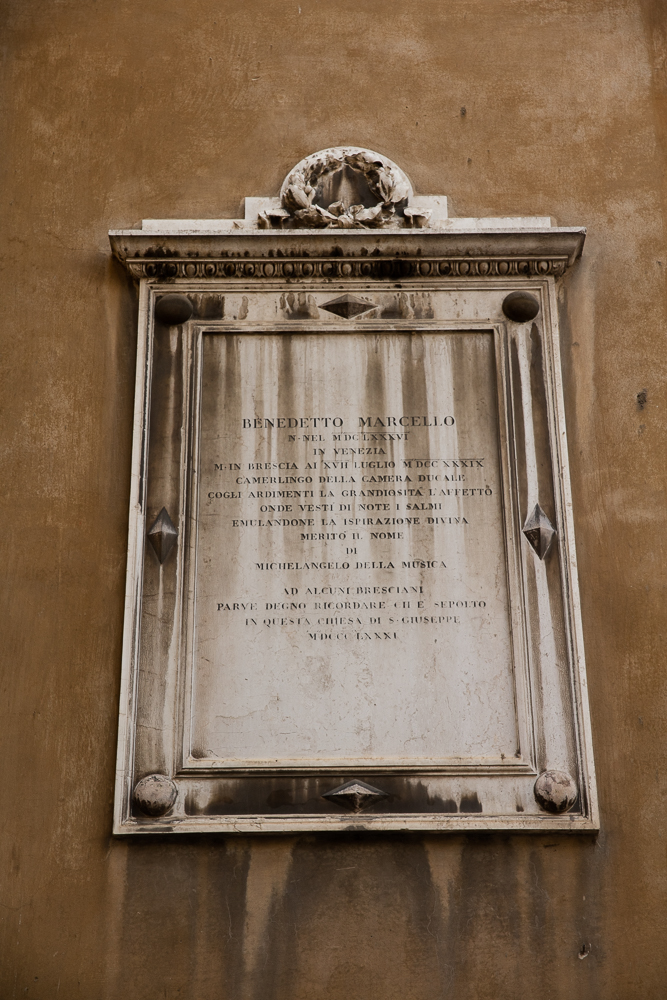 BENEDETTO MARCELLO
N·NEL MDCLXXXVI
IN VENEZIA
M·IN BRESCIA AI XVII LUGLIO MDCCXXXIX
CAMERLINGO DELLA CAMERA DUCALE
COGLI ARDIMENTI LA GRANDIOSITÀ L'AFFETTO
ONDE VESTÌ DI NOTE I SALMI
EMULANDONE LA ISPIRAZIONE DIVINA
MERITÒ IL NOME
DI
MICHELANGELO DELLA MUSICA
AD ALCUNI BRESCIANI
PARVE DEGNO RICORDARE CH'È SEPOLTO
IN QUESTA CHIESA DI S·GIUSEPPE
MDCCCLXXXI